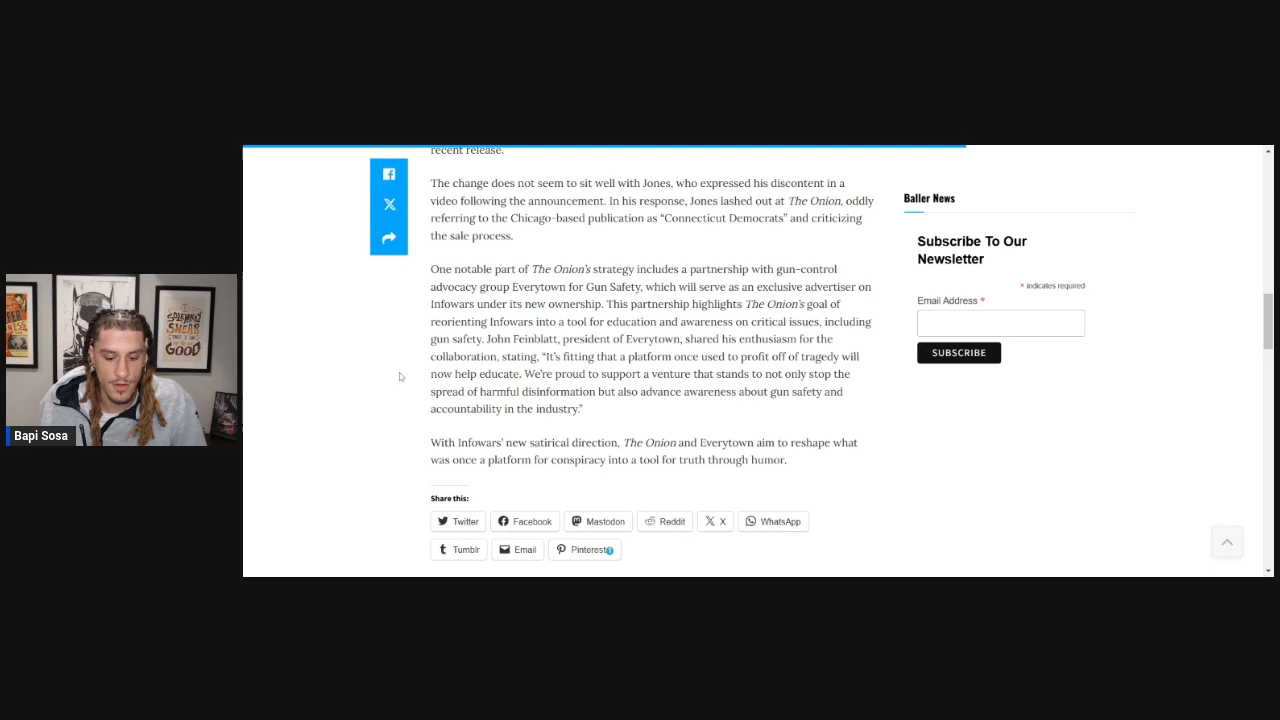 recent release.
The change does not seem to sit well with Jones, who expressed his discontent in a
video following the announcement. In his response, Jones lashed out at The Onion, oddly
referring to the Chicago-based publication as “Connecticut Democrats” and criticizing
the sale process.
One notable part of The Onion’s strategy includes a partnership with gun-control
advocacy group Everytown for Gun Safety, which will serve as an exclusive advertiser on
Infowars under its new ownership. This partnership highlights The Onion’s goal of
reorienting Infowars into a tool for education and awareness on critical issues, including
gun safety. John Feinblatt, president of Everytown, shared his enthusiasm for the
collaboration, stating, “It’s fitting that a platform once used to profit off of tragedy will
now help educate. We’re proud to support a venture that stands to not only stop the
spread of harmful disinformation but also advance awareness about gun safety and
accountability in the industry.”
With Infowars’ new satirical direction, The Onion and Everytown aim to reshape what
was once a platform for conspiracy into a tool for truth through humor.
Share this:
Twitter
Facebook
Mastodon
Reddit
X
WhatsApp
Tumblr
Email
Pinterest
1
Baller News
Subscribe To Our
Newsletter
* indicates required
Email Address *
SUBSCRIBE
SOLEMNLY
SWEAR
THAT I AM
GOOD
Bapi Sosa